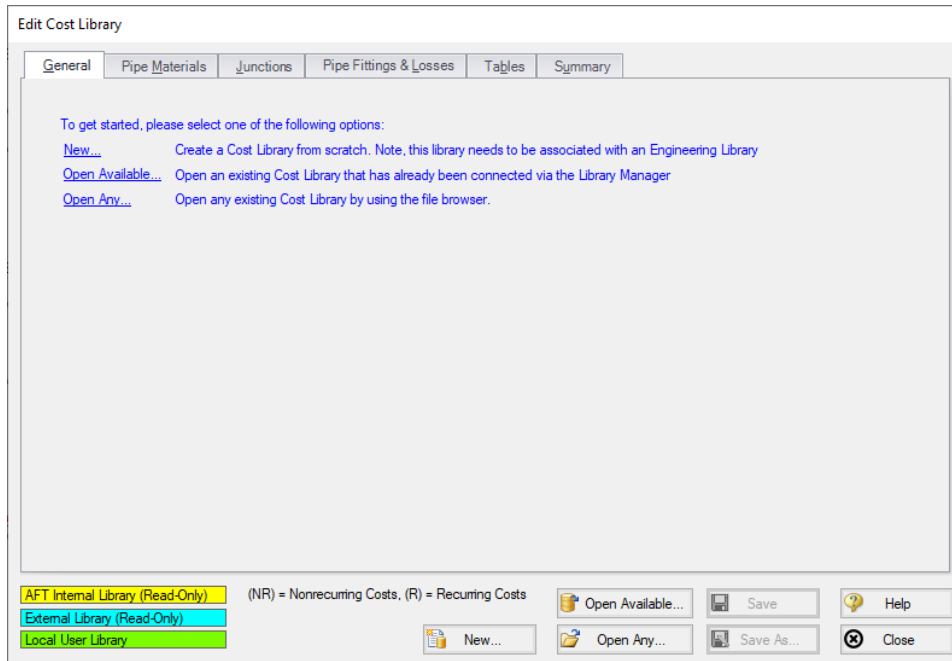 Edit Cost Library
General Pipe Materials Junctions Pipe Fittings & Losses Tables Summary
To get started, please select one of the following options:
New... Create a Cost Library from scratch. Note, this library needs to be associated with an Engineering Library
Open Available... Open an existing Cost Library that has already been connected via the Library Manager
Open Any... Open any existing Cost Library by using the file browser.
AFT Internal Library (Read-Only) (NR) = Nonrecurring Costs, (R) = Recurring Costs Open Available... Save Help
External Library (Read-Only)
Local User Library New... Open Any... Save As... Close